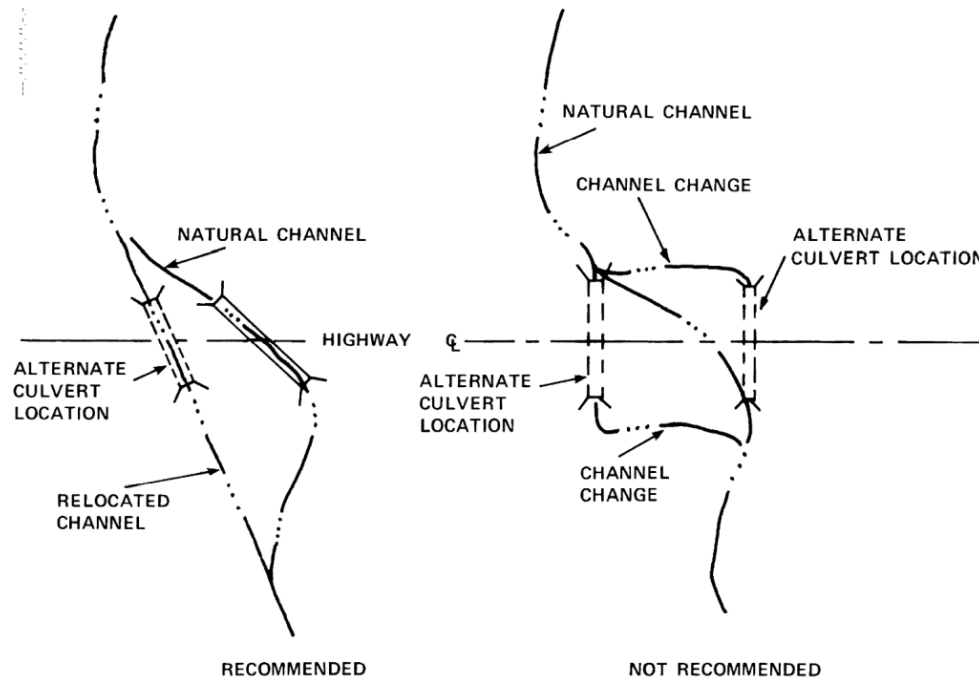 NATURAL CHANNEL
CHANNEL CHANGE
NATURAL CHANNEL
ALTERNATE
CULVERT LOCATION
HIGHWAY ℄
ALTERNATE
CULVERT
LOCATION
ALTERNATE
CULVERT
LOCATION
CHANNEL
CHANGE
RELOCATED
CHANNEL
RECOMMENDED
NOT RECOMMENDED